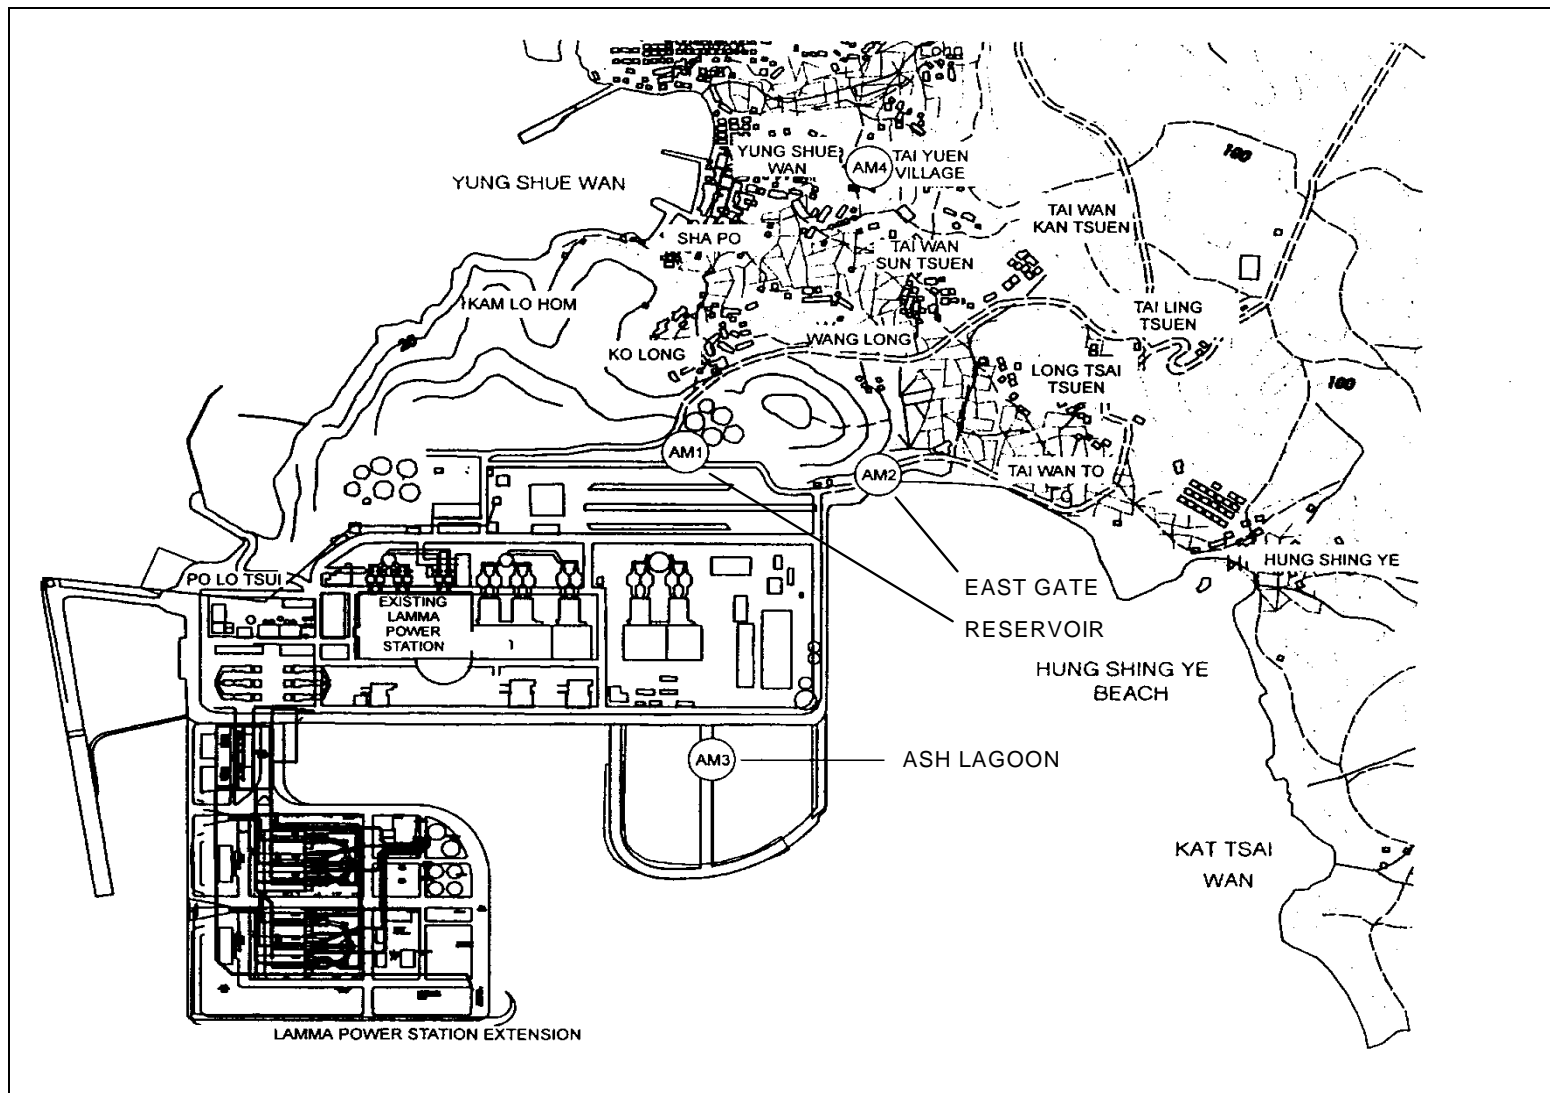 YUNG SHUE
WAN
AM4
TAI YUEN
VILLAGE
100
YUNG SHUE WAN
TAI WAN
KAN TSUEN
SHA PO
TAI WAN
SUN TSUEN
KAM LO HOM
TAI LING
TSUEN
20
WANG LONG
KO LONG
LONG TSAI
TSUEN
100
AM1
AM2
TAI WAN TO
HUNG SHING YE
PO LO TSUI
EAST GATE
EXISTING
LAMMA
POWER
STATION
RESERVOIR
HUNG SHING YE
BEACH
AM3
ASH LAGOON
KAT TSAI
WAN
LAMMA POWER STATION EXTENSION